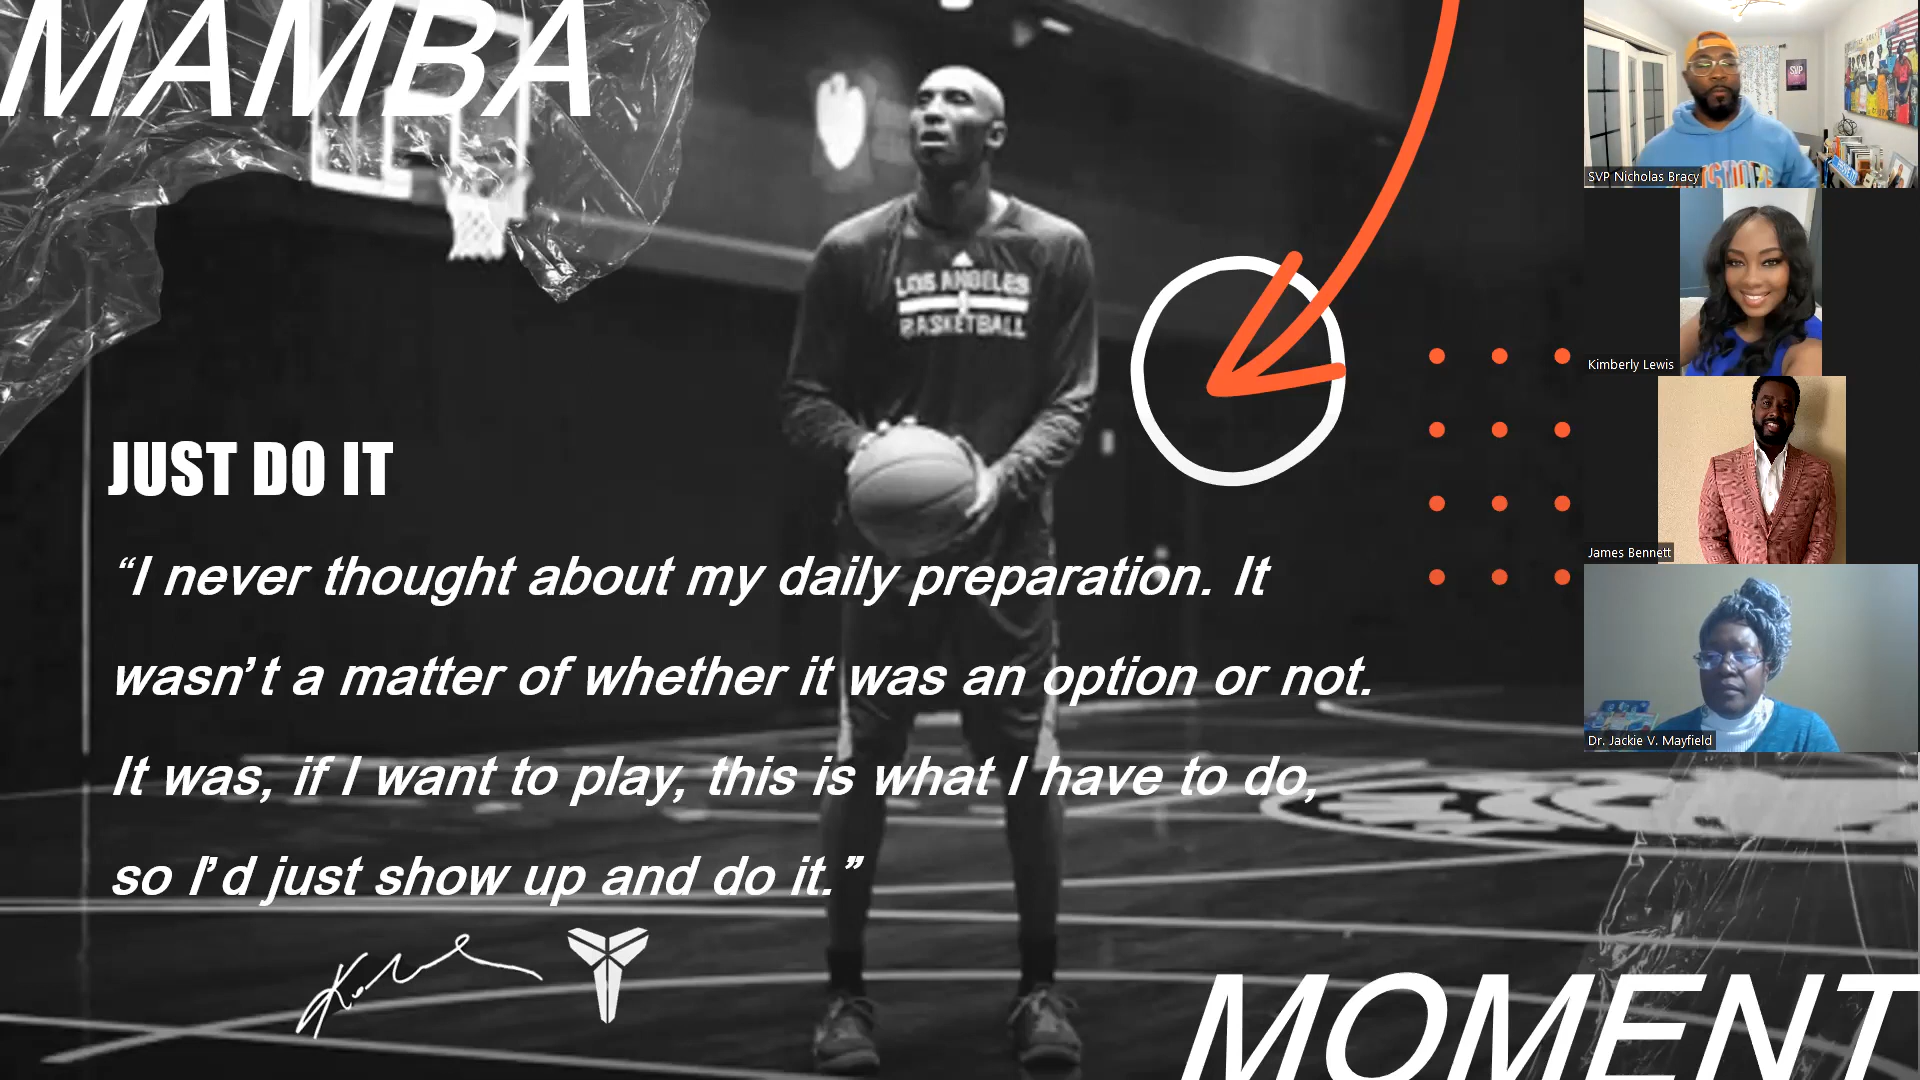 MAMBA
LOS ANGELES
BASKETBALL
JUST DO IT
“I never thought about my daily preparation. It
wasn’t a matter of whether it was an option or not.
It was, if I want to play, this is what I have to do,
so I’d just show up and do it.”
MOMENT
SVP
SVP Nicholas Bracy
Kimberly Lewis
James Bennett
Dr. Jackie V. Mayfield